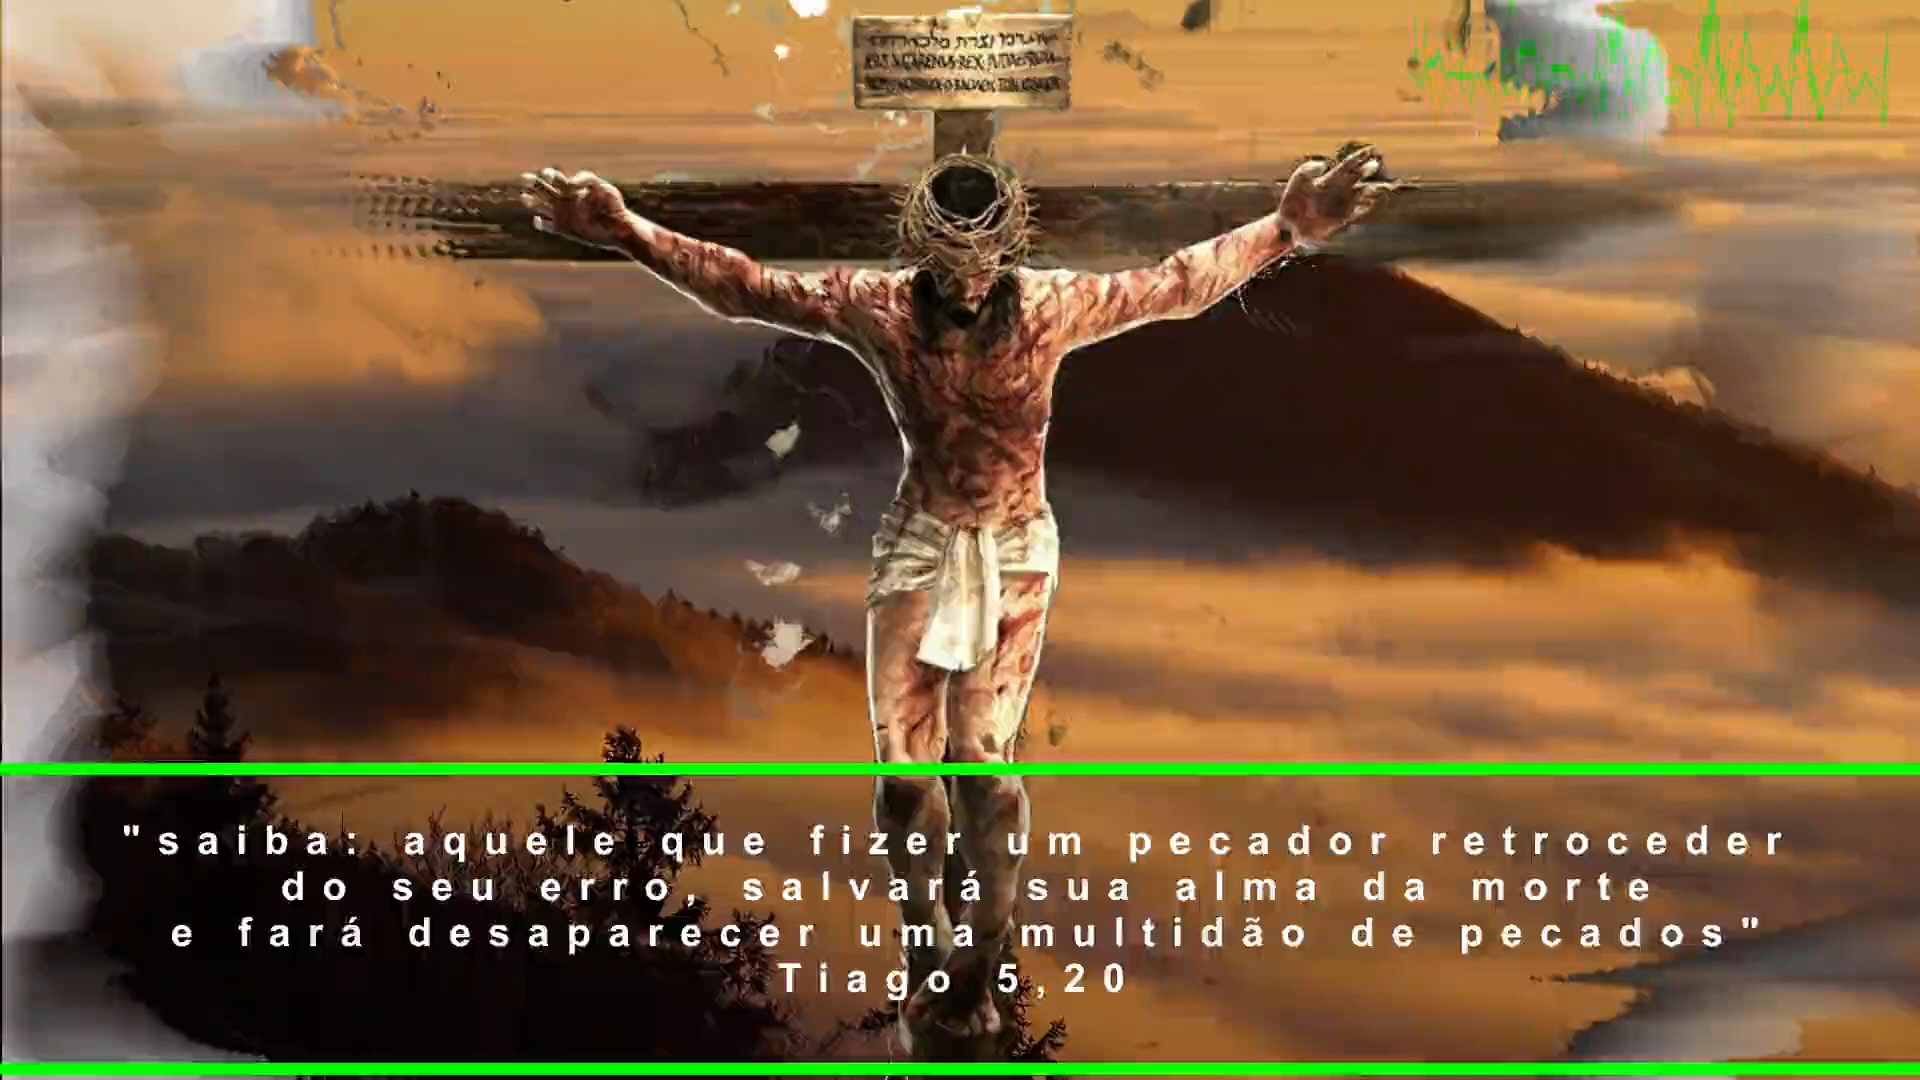 "saiba: aquele que fizer um pecador retroceder
do seu erro, salvará sua alma da morte
e fará desaparecer uma multidão de pecados"
Tiago 5,20